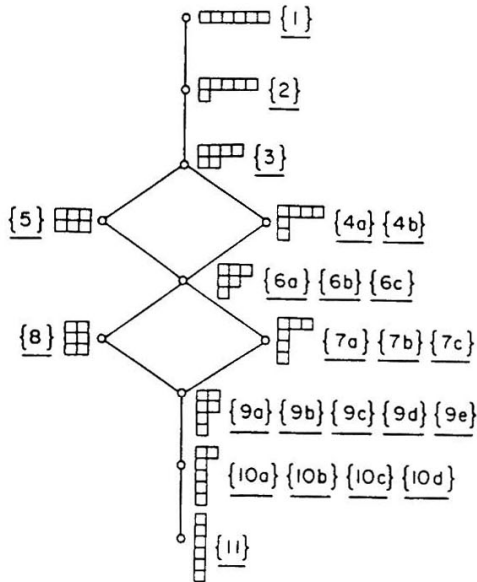 {1}
{2}
{3}
{5} {4a} {4b}
{6a} {6b} {6c}
{8} {7a} {7b} {7c}
{9a} {9b} {9c} {9d} {9e}
{10a} {10b} {10c} {10d}
{11}